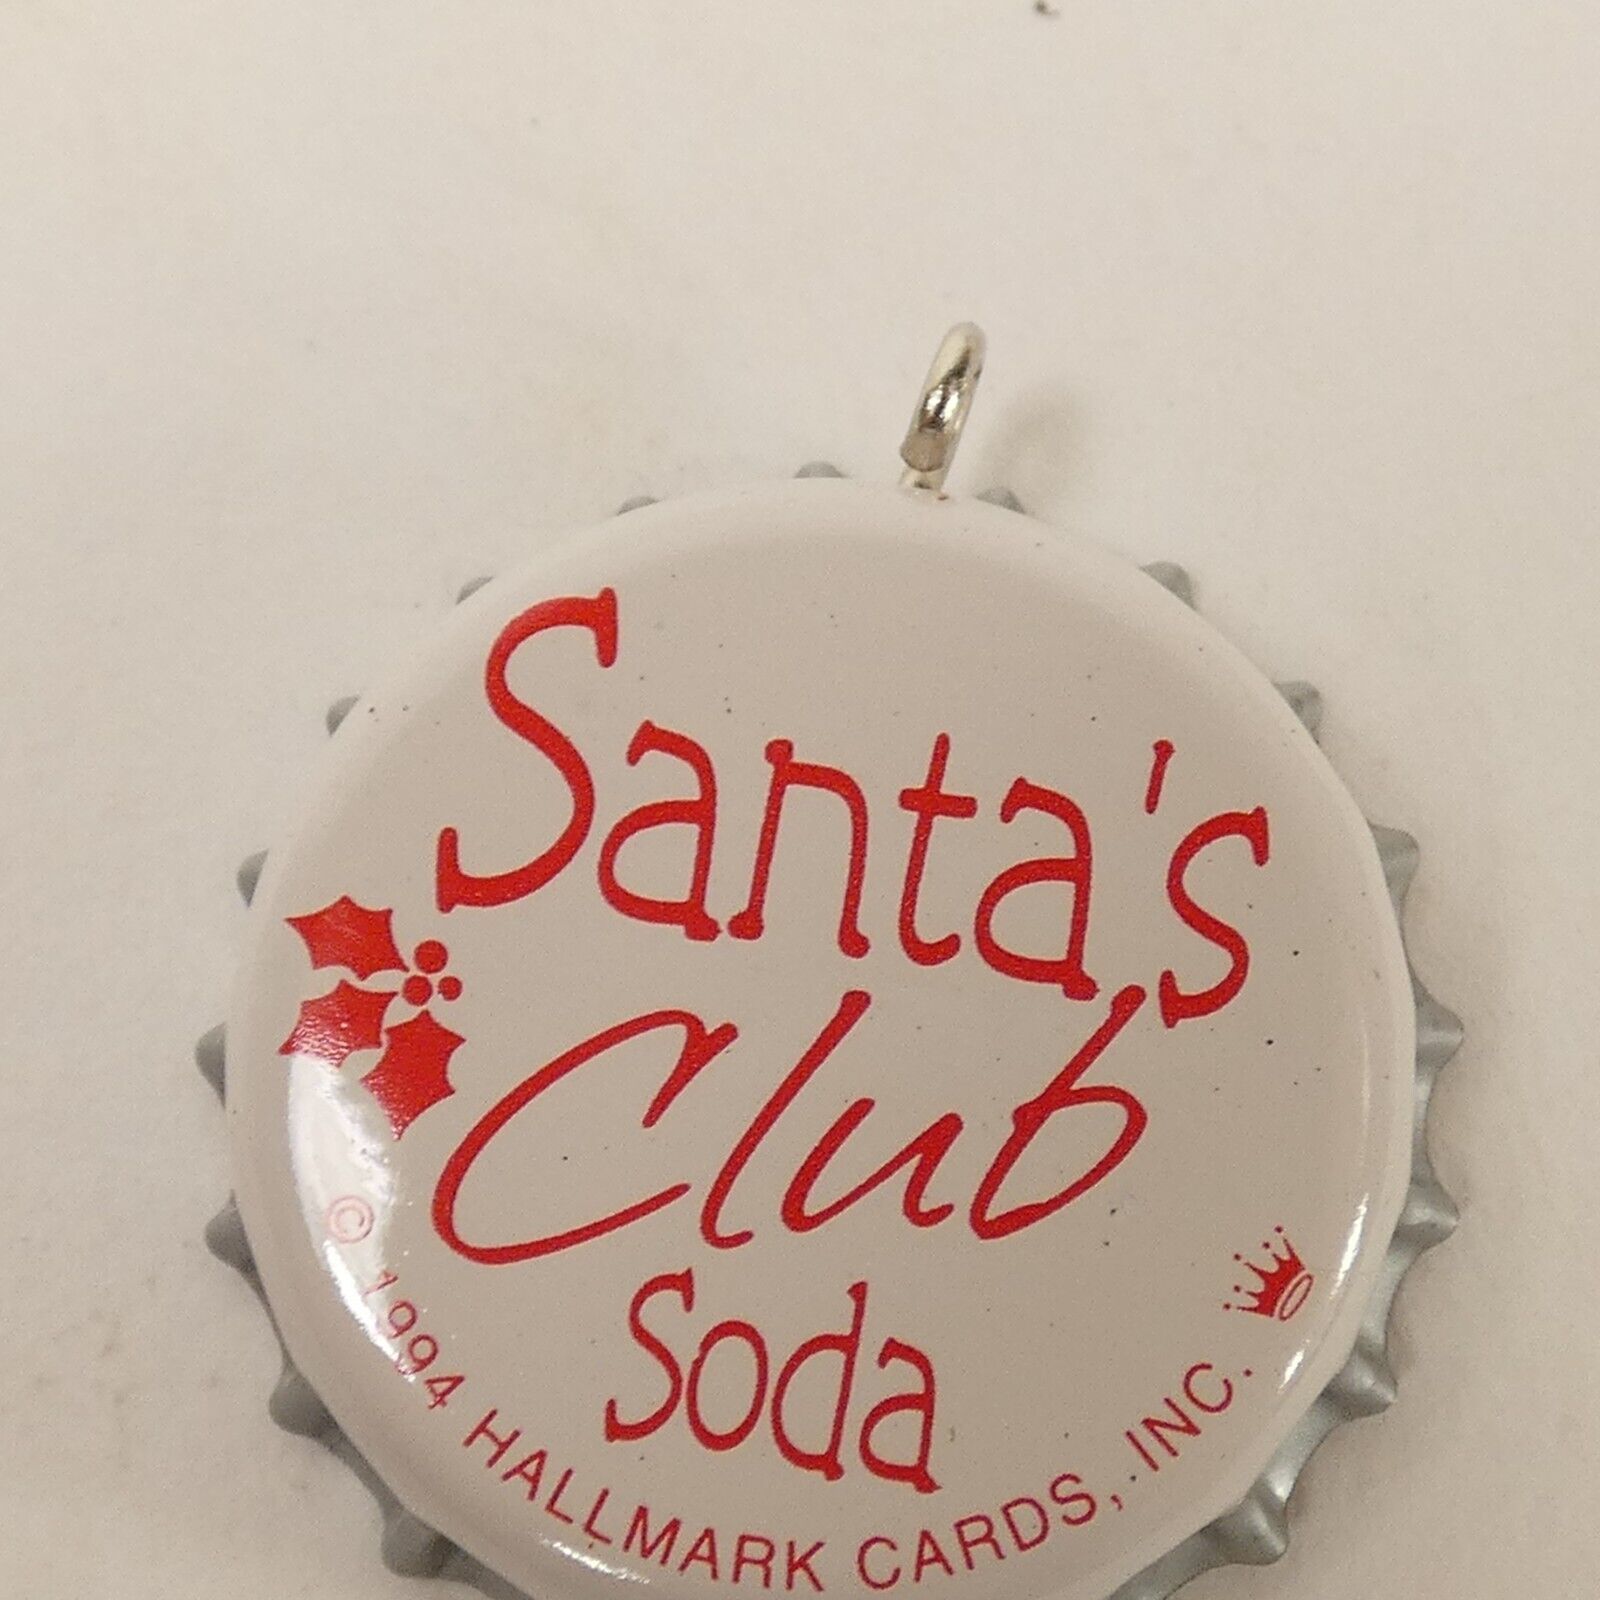 Santa's
Club
Soda
© 1994 HALLMARK CARDS, INC.